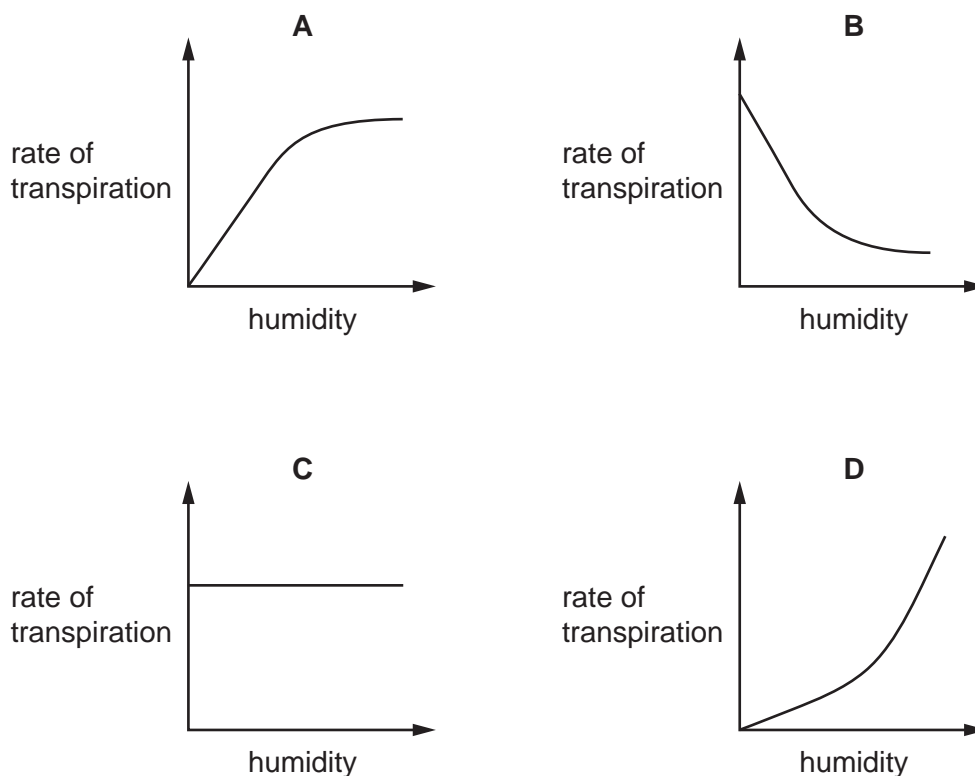 A
rate of
transpiration
humidity
B
rate of
transpiration
humidity
C
rate of
transpiration
humidity
D
rate of
transpiration
humidity